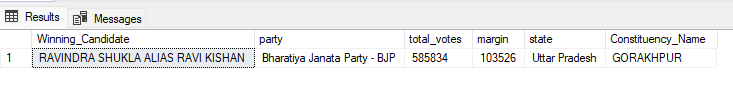 Results Messages
Winning_Candidate party total_votes margin state Constituency_Name
1 RAVINDRA SHUKLA ALIAS RAVI KISHAN Bharatiya Janata Party - BJP 585834 103526 Uttar Pradesh GORAKHPUR